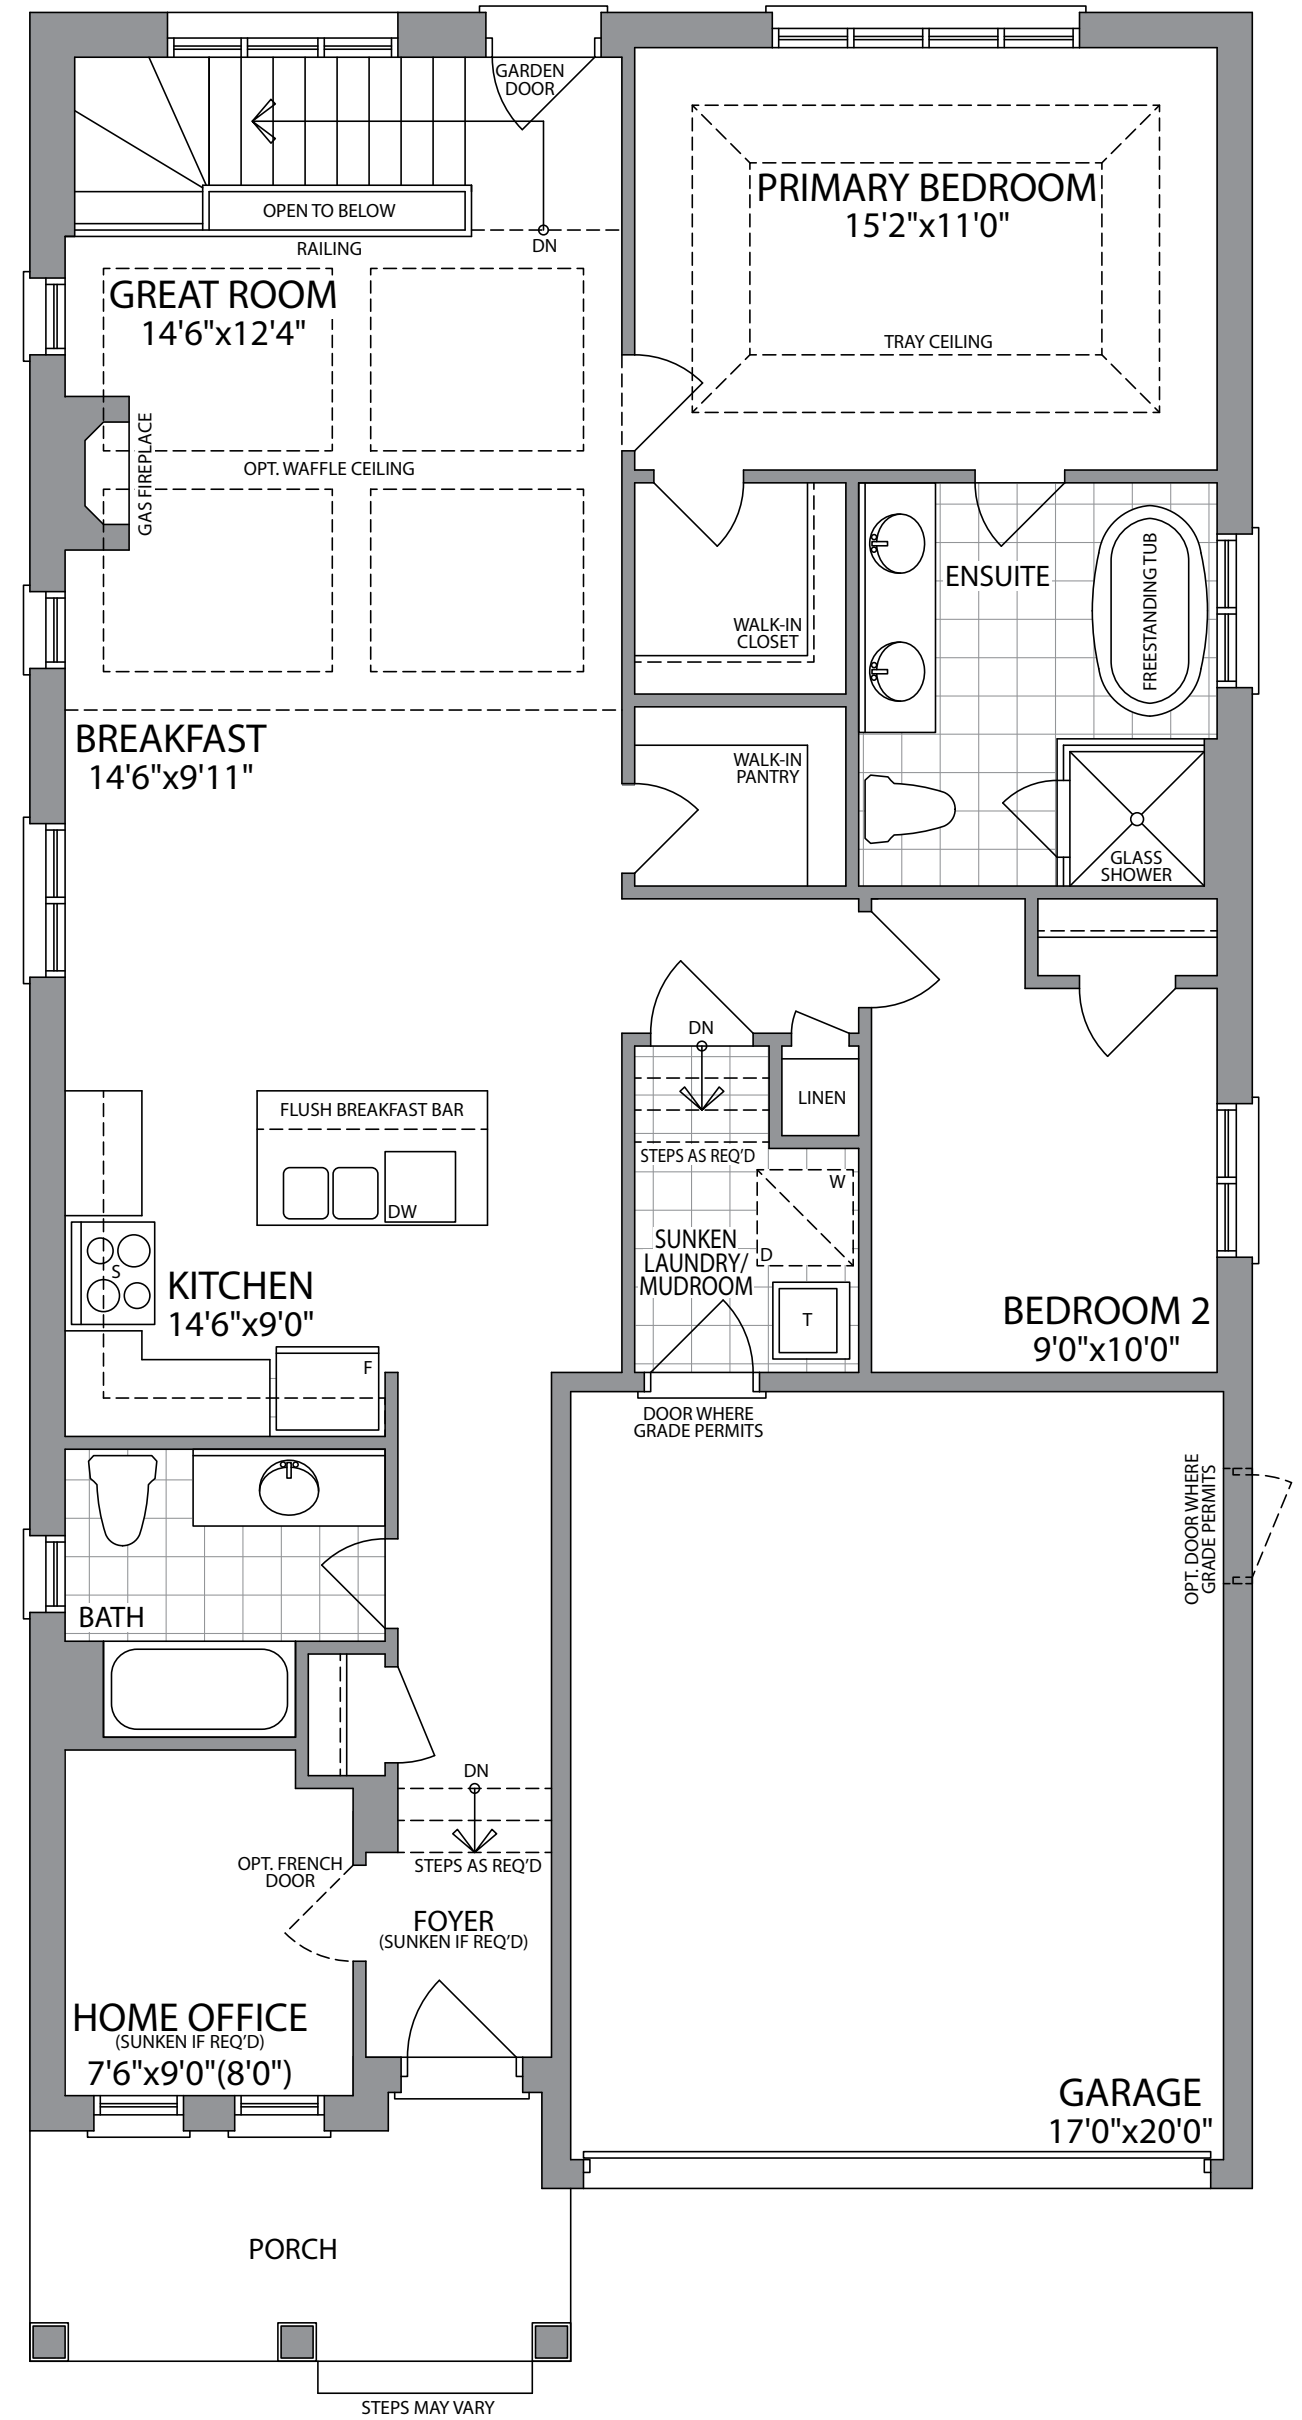 GARDEN
DOOR
PRIMARY BEDROOM
15'2"x11'0"
OPEN TO BELOW
RAILING
DN
GREAT ROOM
14'6"x12'4"
TRAY CEILING
GAS FIREPLACE
OPT. WAFFLE CEILING
ENSUITE
FREESTANDING TUB
WALK-IN
CLOSET
BREAKFAST
14'6"x9'11"
WALK-IN
PANTRY
GLASS
SHOWER
DN
LINEN
FLUSH BREAKFAST BAR
STEPS AS REQ'D
W
DW
D
SUNKEN
LAUNDRY/
MUDROOM
S
KITCHEN
14'6"x9'0"
T
BEDROOM 2
9'0"x10'0"
F
DOOR WHERE
GRADE PERMITS
OPT. DOOR WHERE
GRADE PERMITS
BATH
DN
OPT. FRENCH
DOOR
STEPS AS REQ'D
FOYER
(SUNKEN IF REQ'D)
HOME OFFICE
(SUNKEN IF REQ'D)
7'6"x9'0"(8'0")
GARAGE
17'0"x20'0"
PORCH
STEPS MAY VARY